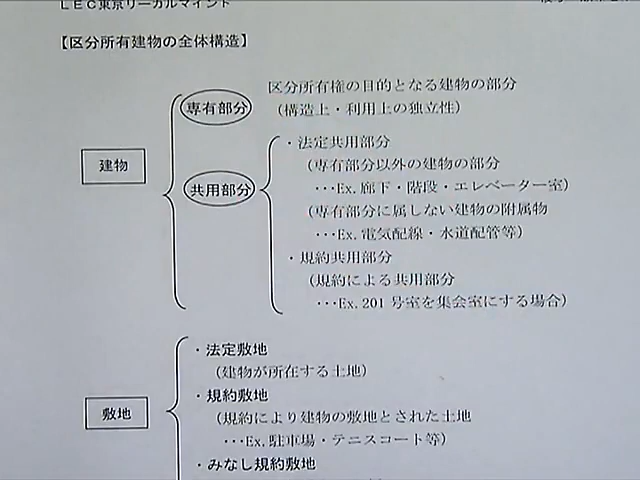 LEC東京リーガルマインド
【区分所有建物の全体構造】
建物
専有部分
区分所有権の目的となる建物の部分
(構造上・利用上の独立性)
共用部分
・法定共用部分
(専有部分以外の建物の部分
…Ex.廊下・階段・エレベーター室)
(専有部分に属しない建物の附属物
…Ex.電気配線・水道配管等)
・規約共用部分
(規約による共用部分
…Ex.201号室を集会室にする場合)
敷地
・法定敷地
(建物が所在する土地)
・規約敷地
(規約により建物の敷地とされた土地
…Ex.駐車場・テニスコート等)
・みなし規約敷地